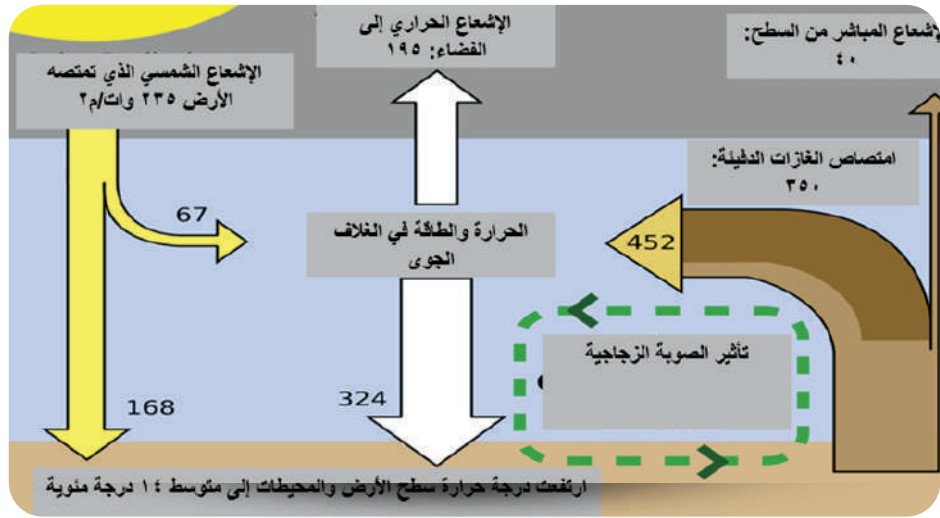 الإشعاع الحراري إلى
الفضاء: ١٩٥
الإشعاع المباشر من السطح:
٤٠
الإشعاع الشمسي الذي تمتصه
الأرض ٢٣٥ وات/م٢
امتصاص الغازات الدفيئة:
٣٥٠
67
الحرارة والطاقة في الغلاف
الجوى
452
تأثير الصوبة الزجاجية
168
324
ارتفعت درجة حرارة سطح الأرض والمحيطات إلى متوسط ١٤ درجة مئوية